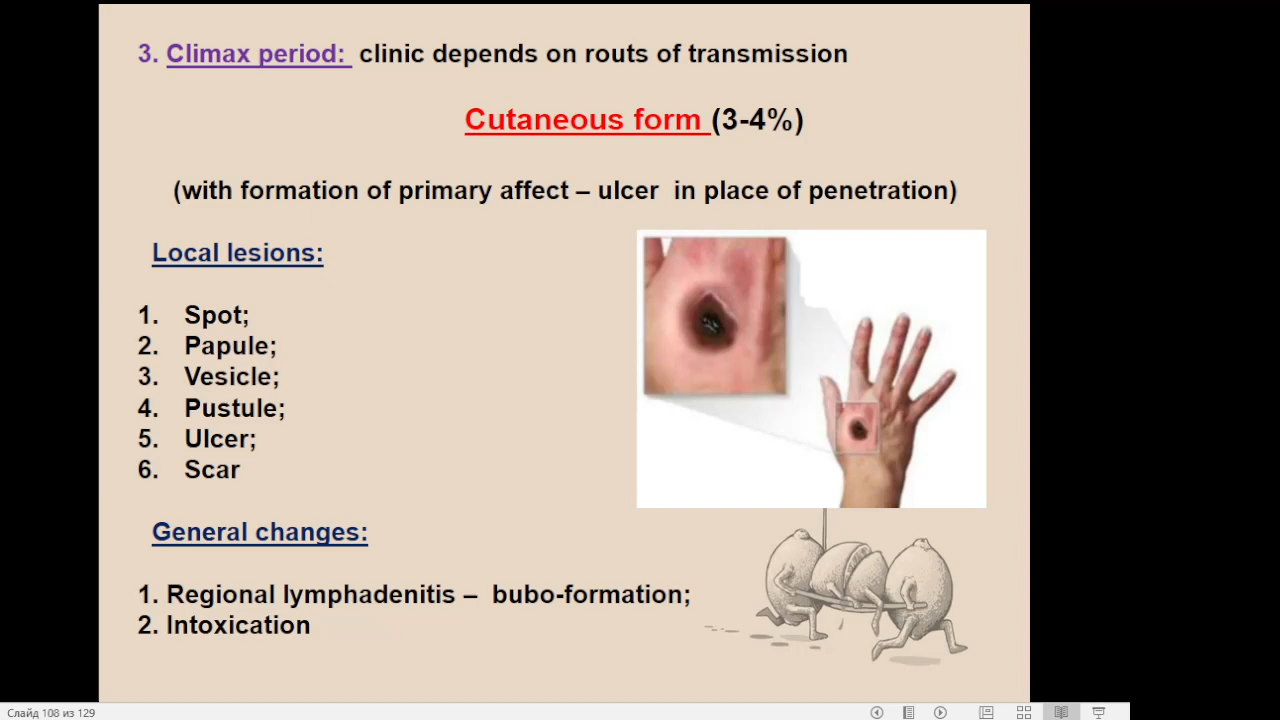 3. Climax period: clinic depends on routs of transmission
Cutaneous form (3-4%)
(with formation of primary affect – ulcer in place of penetration)
Local lesions:
1. Spot;
2. Papule;
3. Vesicle;
4. Pustule;
5. Ulcer;
6. Scar
General changes:
1. Regional lymphadenitis – bubo-formation;
2. Intoxication
Слайд 108 из 129